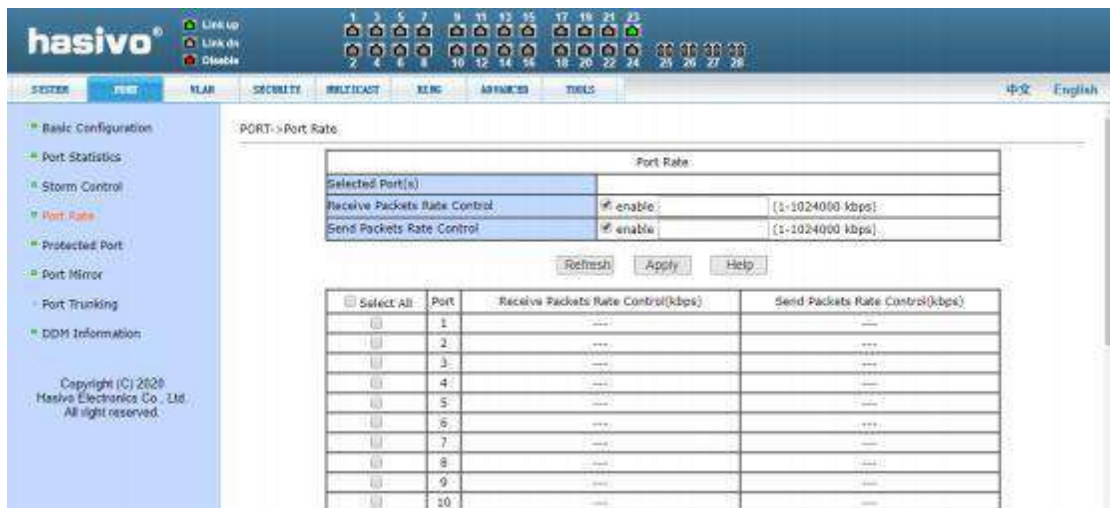 hasivo®
Link up
Link dn
Disable
1 3 5 7 9 11 13 15 17 19 21 23
2 4 6 8 10 12 14 16 18 20 22 24 25 26 27 28
SYSTEM PORT VLAN SECURITY MULTICAST RING ADVANCED TOOLS 中文 English
Basic Configuration
Port Statistics
Storm Control
Port Rate
Protected Port
Port Mirror
Port Trunking
DDM Information
Copyright (C) 2020
Hasivo Electronics Co., Ltd.
All right reserved.
PORT->Port Rate
Port Rate
Selected Port(s)
Receive Packets Rate Control enable (1-1024000 kbps)
Send Packets Rate Control enable (1-1024000 kbps)
Refresh Apply Help
Select All Port Receive Packets Rate Control(kbps) Send Packets Rate Control(kbps)
1 --- ---
2 --- ---
3 --- ---
4 --- ---
5 --- ---
6 --- ---
7 --- ---
8 --- ---
9 --- ---
10 --- ---